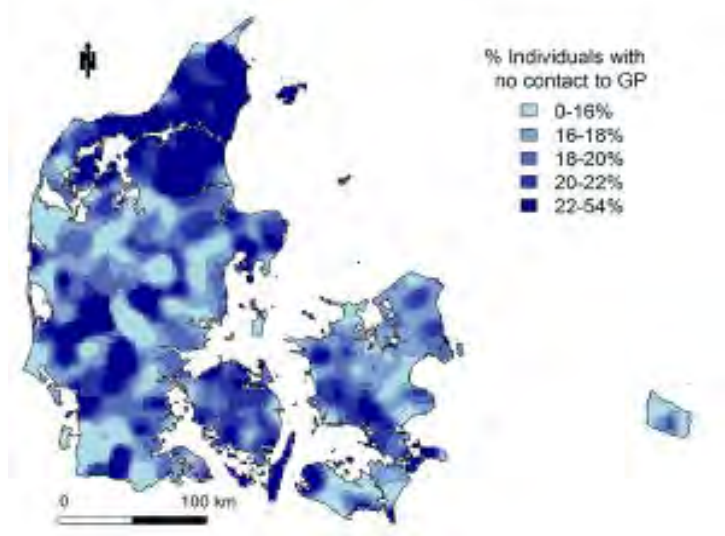 N
% Individuals with
no contact to GP
0-16%
16-18%
18-20%
20-22%
22-54%
0 100 km